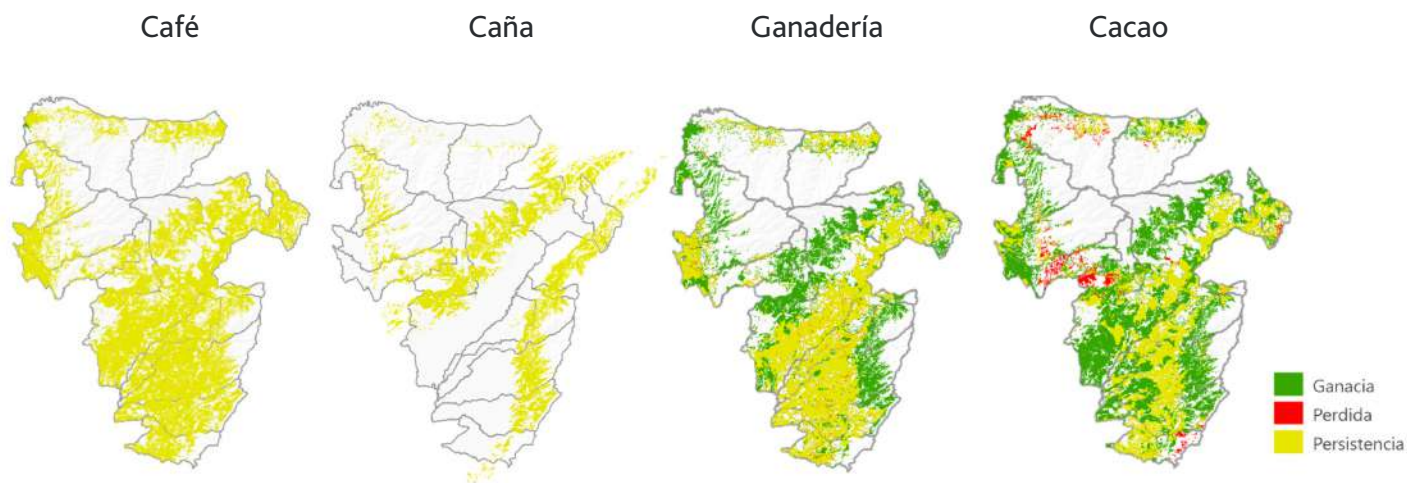 Café
Caña
Ganadería
Cacao
Ganacia
Perdida
Persistencia